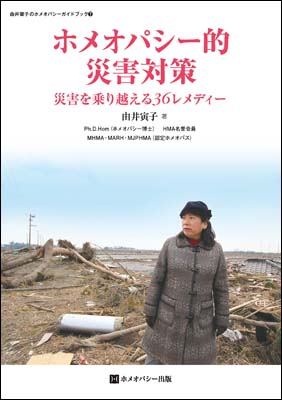 由井寅子のホメオパシーガイドブック⑦
ホメオパシー的
災害対策
災害を乗り越える36レメディー
由井寅子 著
Ph.D.Hom（ホメオパシー博士） HMA名誉会員
MHMA・MARH・MJPHMA（認定ホメオパス）
ホメオパシー出版